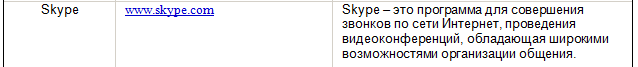 Skype www.skype.com Skype – это программа для совершения
звонков по сети Интернет, проведения
видеоконференций, обладающая широкими
возможностями организации общения.